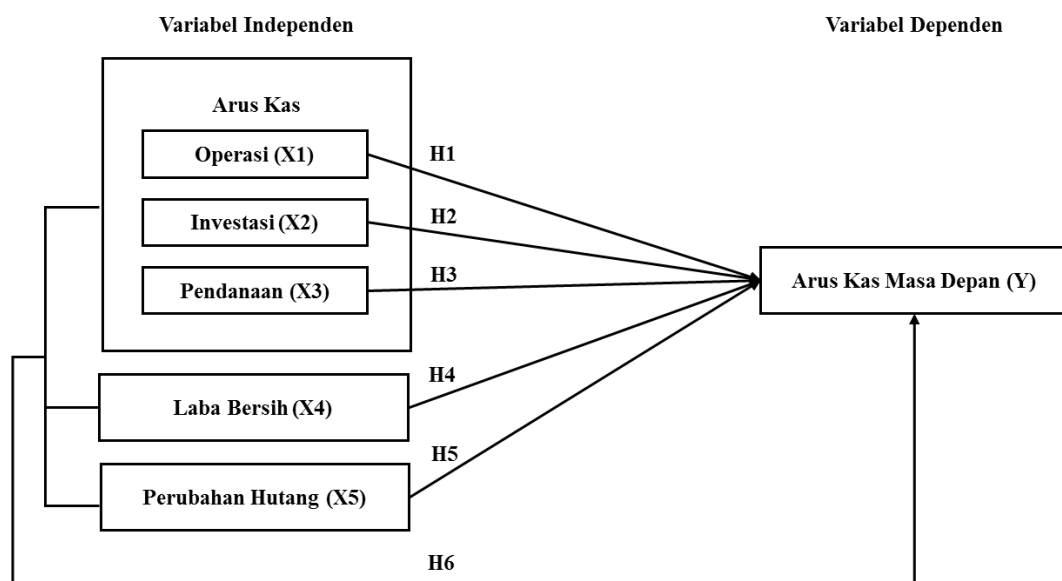 Variabel Independen
Variabel Dependen
Arus Kas
Operasi (X1)
H1
Investasi (X2)
H2
Pendanaan (X3)
H3
Arus Kas Masa Depan (Y)
H4
Laba Bersih (X4)
H5
Perubahan Hutang (X5)
H6